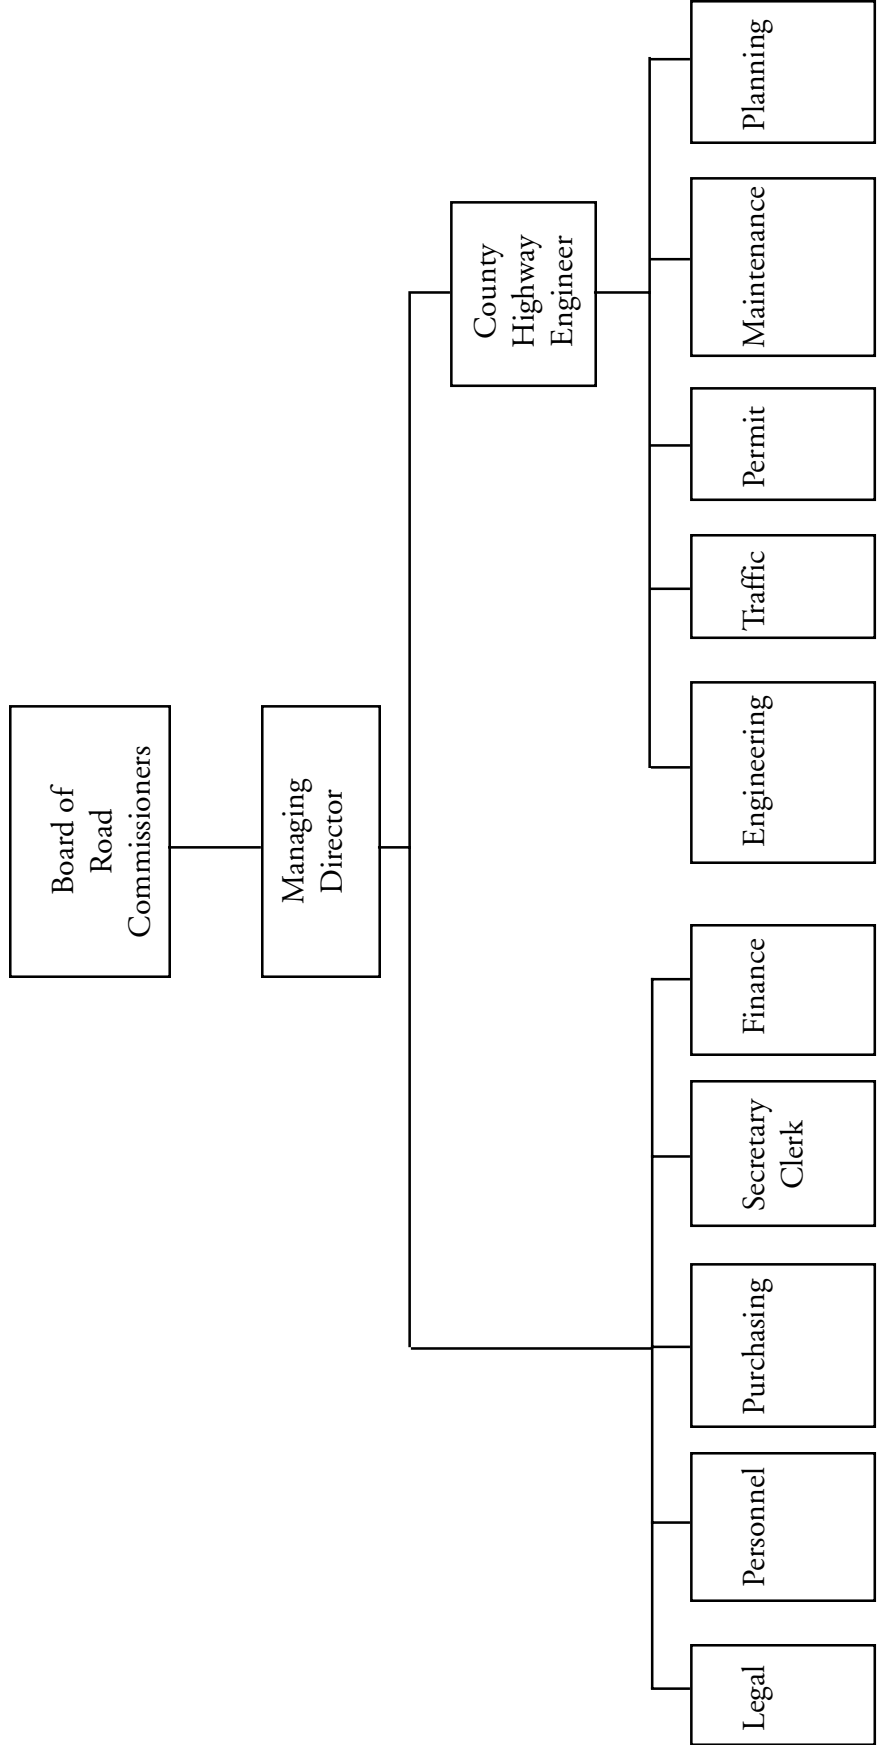 Board of
Road
Commissioners
Managing
Director
County
Highway
Engineer
Legal
Personnel
Purchasing
Secretary
Clerk
Finance
Engineering
Traffic
Permit
Maintenance
Planning